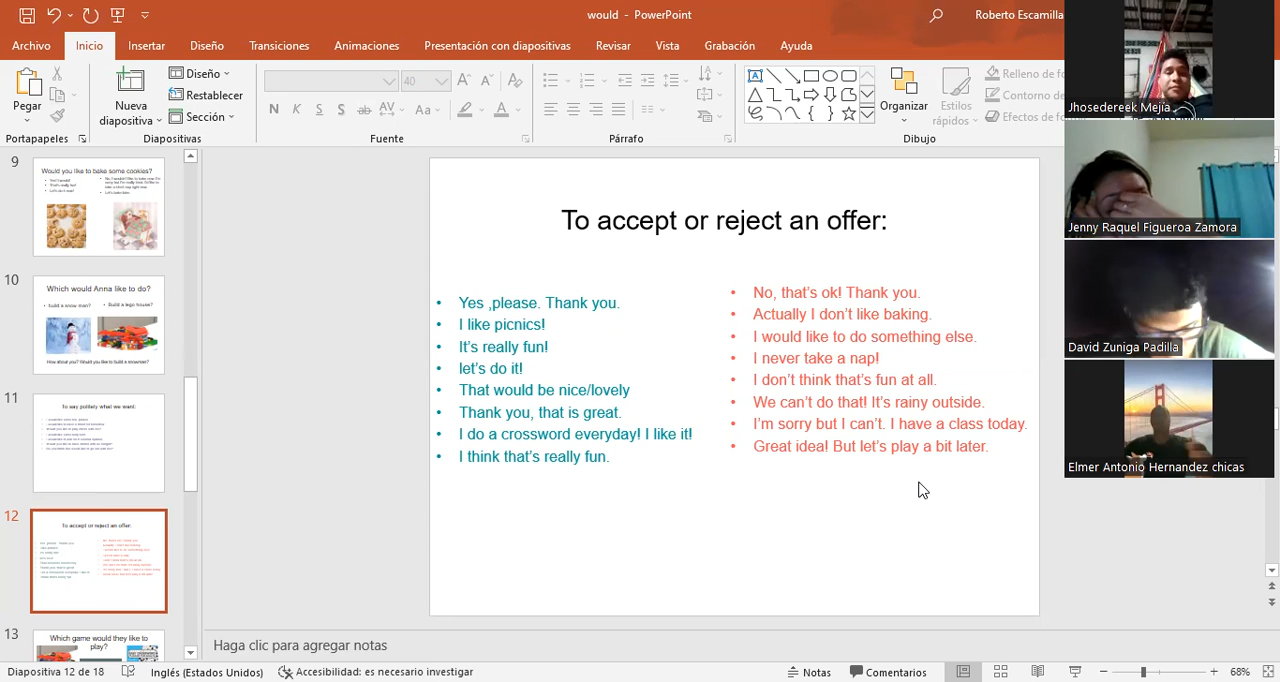 would - PowerPoint
Roberto Escamilla
Archivo
Inicio
Insertar
Diseño
Transiciones
Animaciones
Presentación con diapositivas
Revisar
Vista
Grabación
Ayuda
Pegar
Nueva
diapositiva
Diseño
Restablecer
Sección
40
N K S S ab AV Aa A
Organizar
Estilos
rápidos
Relleno de fo
Contorno de
Efectos de form
Portapapeles
Diapositivas
Fuente
Párrafo
Dibujo
9
Would you like to bake some cookies?
10
Which would Anna like to do?
build a snow man?
Build a lego house?
How about you? Would you like to build a snowman?
11
To say politely what we want:
12
To accept or reject an offer:
13
Which game would they like to
play?
To accept or reject an offer:
Yes ,please. Thank you.
I like picnics!
It's really fun!
let's do it!
That would be nice/lovely
Thank you, that is great.
I do a crossword everyday! I like it!
I think that's really fun.
No, that's ok! Thank you.
Actually I don't like baking.
I would like to do something else.
I never take a nap!
I don't think that's fun at all.
We can't do that! It's rainy outside.
I'm sorry but I can't. I have a class today.
Great idea! But let's play a bit later.
Jhosedereek Mejía
Jenny Raquel Figueroa Zamora
David Zuniga Padilla
Elmer Antonio Hernandez chicas
Haga clic para agregar notas
Diapositiva 12 de 18
Inglés (Estados Unidos)
Accesibilidad: es necesario investigar
Notas
Comentarios
68%